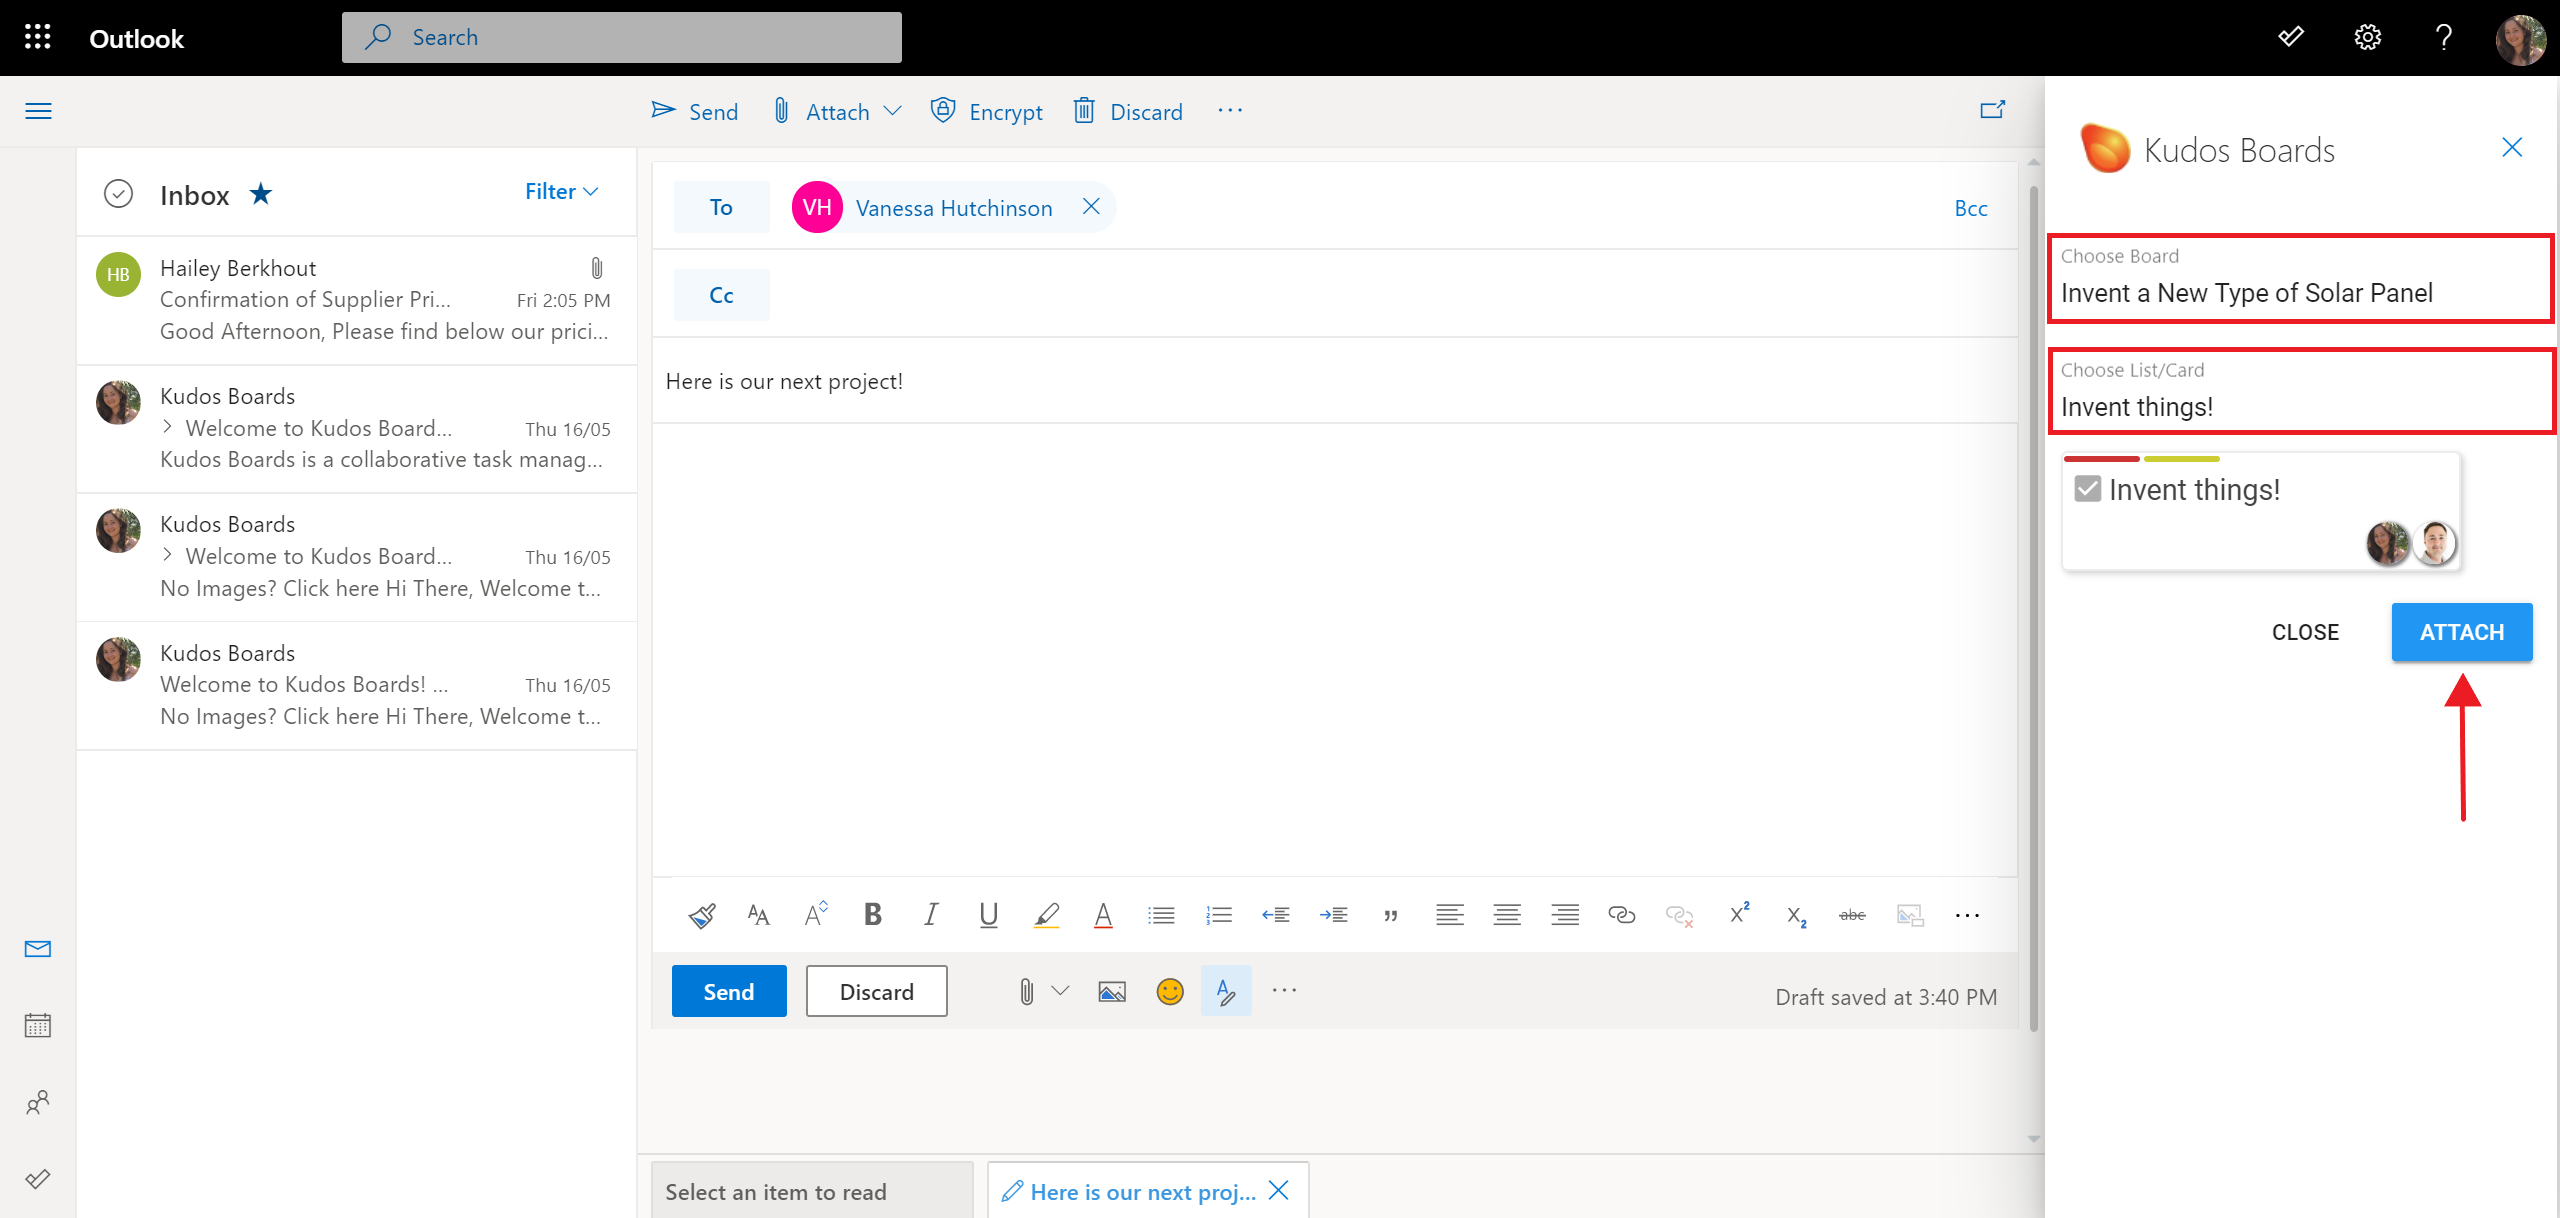 Outlook
Search
Send
Attach
Encrypt
Discard
Inbox
Filter
HB
Hailey Berkhout
Confirmation of Supplier Pri...
Fri 2:05 PM
Good Afternoon, Please find below our prici...
Kudos Boards
Welcome to Kudos Board...
Thu 16/05
Kudos Boards is a collaborative task manag...
Kudos Boards
Welcome to Kudos Board...
Thu 16/05
No Images? Click here Hi There, Welcome t...
Kudos Boards
Welcome to Kudos Boards! ...
Thu 16/05
No Images? Click here Hi There, Welcome t...
To
VH
Vanessa Hutchinson
Bcc
Cc
Here is our next project!
Send
Discard
Draft saved at 3:40 PM
Select an item to read
Here is our next proj...
Kudos Boards
Choose Board
Invent a New Type of Solar Panel
Choose List/Card
Invent things!
Invent things!
CLOSE
ATTACH